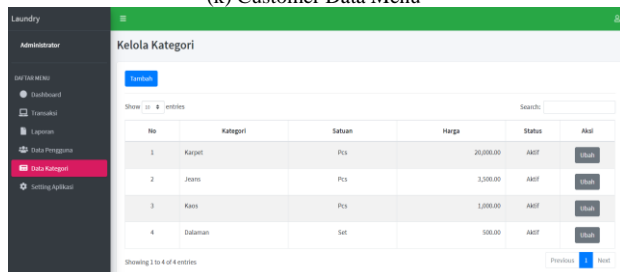 (k) Customer Data Menu
Laundry
Administrator
DAFTAR MENU
Dashboard
Transaksi
Laporan
Data Pengguna
Data Kategori
Setting Aplikasi
Kelola Kategori
Tambah
Show 10 entries
Search:
No Kategori Satuan Harga Status Aksi
1 Karpet Pcs 20,000.00 Aktif Ubah
2 Jeans Pcs 3,500.00 Aktif Ubah
3 Kaos Pcs 1,000.00 Aktif Ubah
4 Dalaman Set 500.00 Aktif Ubah
Showing 1 to 4 of 4 entries
Previous 1 Next